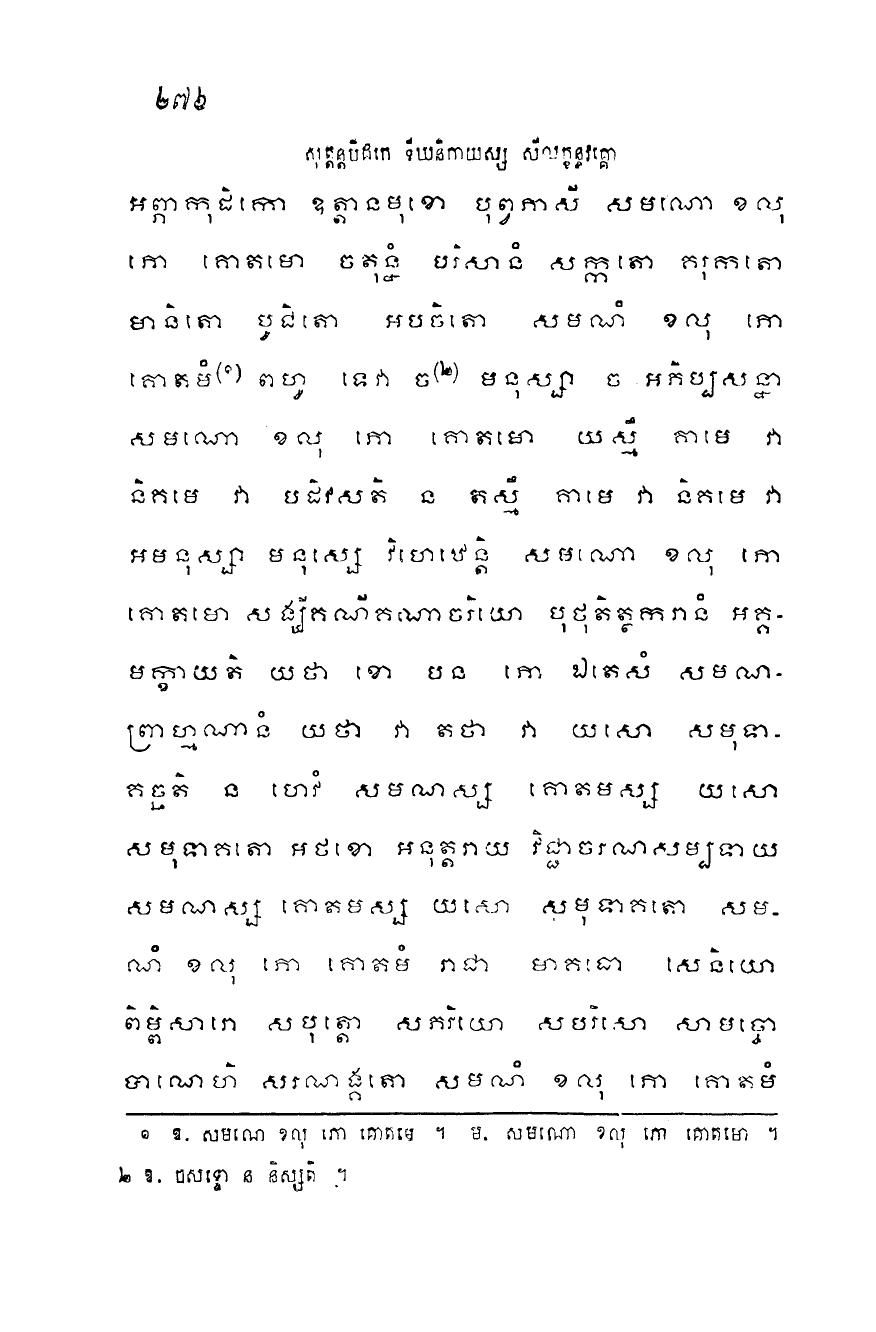 ២៧៦
សុត្តន្តបិដកេ ទីឃនិកាយស្ស សីលក្ខន្ធវគ្គោ
អព្ភាកុដិកោ ឧត្តានមុខោ បុព្វភាសី សមណោ ខលុ
ភោ គោតមោ ចតុន្នំ បរិសានំ សក្កតោ គរុកតោ
មានិតោ បូជិតោ អបចិតោ សមណំ ខលុ ភោ
គោតមំ(១) ពហូ ទេវា ច(២) មនុស្សា ច អភិប្បសន្នា
សមណោ ខលុ ភោ គោតមោ យស្មឹ គាមេ វា
និគមេ វា បដិវសតិ ន តស្មឹ គាមេ វា និគមេ វា
អមនុស្សា មនុស្សេ វិហេឋេន្តិ សមណោ ខលុ ភោ
គោតមោ សង្ឃីគណីគណាចរិយោ បុថុតិត្ថករានំ អគ្គ-
មក្ខាយតិ យថា ខោ បន ភោ ឯតេសំ សមណ-
ព្រាហ្មណានំ យថា វា តថា វា យសោ សមុទា-
គច្ឆតិ ន ហេវំ សមណស្ស គោតមស្ស យសោ
សមុទាគតោ អថខោ អនុត្តរាយ វិជ្ជាចរណសម្បទាយ
សមណស្ស គោតមស្ស យសោ សមុទាគតោ សម-
ណំ ខលុ ភោ គោតមំ រាជា មាគធោ សេនិយោ
ពិម្ពិសារោ សបុត្តោ សភរិយោ សបរិសោ សាមច្ចោ
បាណេហិ សរណង្គតោ សមណំ ខលុ ភោ គោតមំ
១ ឱ. សមណេ ខលុ ភោ គោតមេ ។ ម. សមណោ ខលុ ភោ គោតមោ ។
២ ឱ. ចសទ្ទោ ន និស្សតិ ។